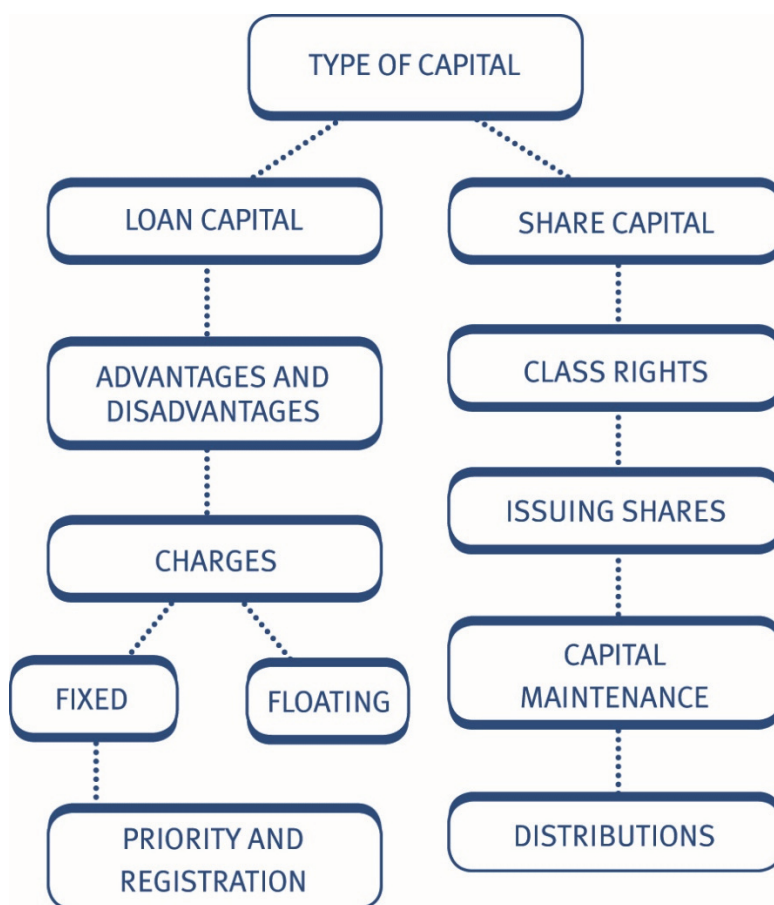 TYPE OF CAPITAL
LOAN CAPITAL
SHARE CAPITAL
ADVANTAGES AND
DISADVANTAGES
CLASS RIGHTS
ISSUING SHARES
CHARGES
CAPITAL
MAINTENANCE
FIXED
FLOATING
PRIORITY AND
REGISTRATION
DISTRIBUTIONS